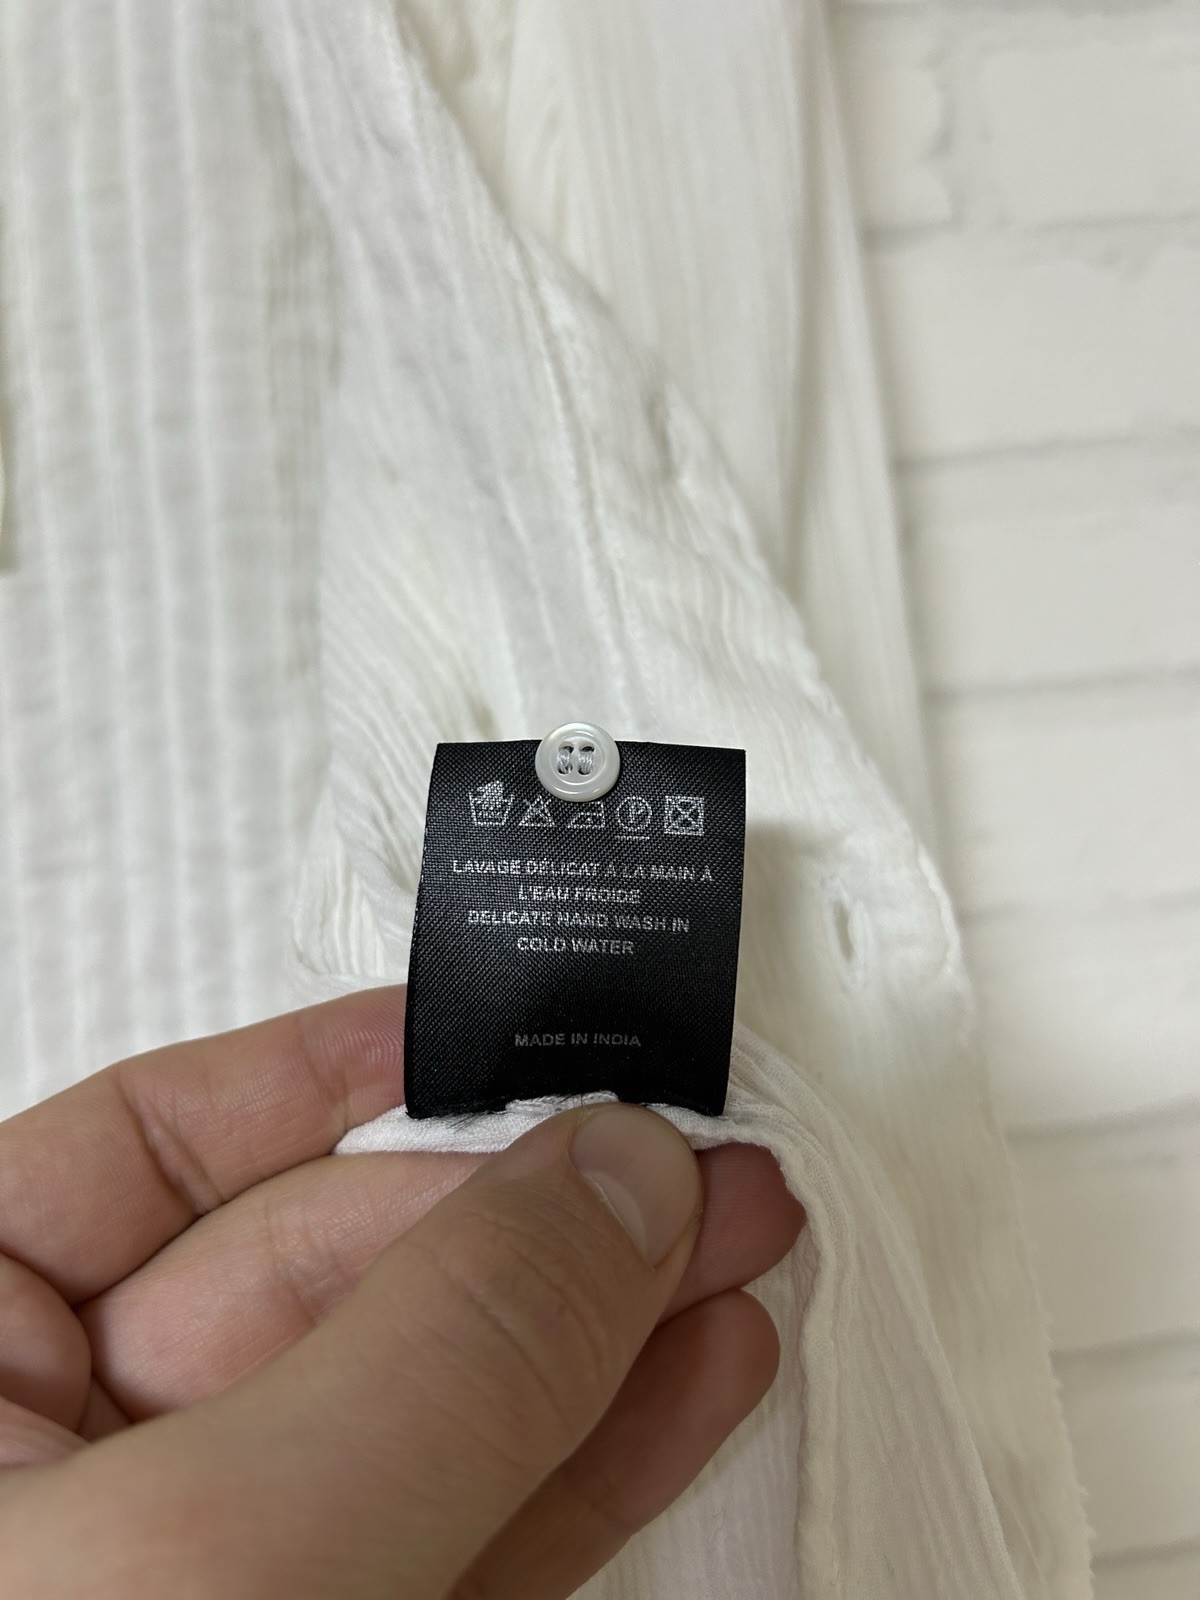 P
LAVAGE DÉLICAT À LA MAIN À
L'EAU FROIDE
DELICATE HAND WASH IN
COLD WATER
MADE IN INDIA